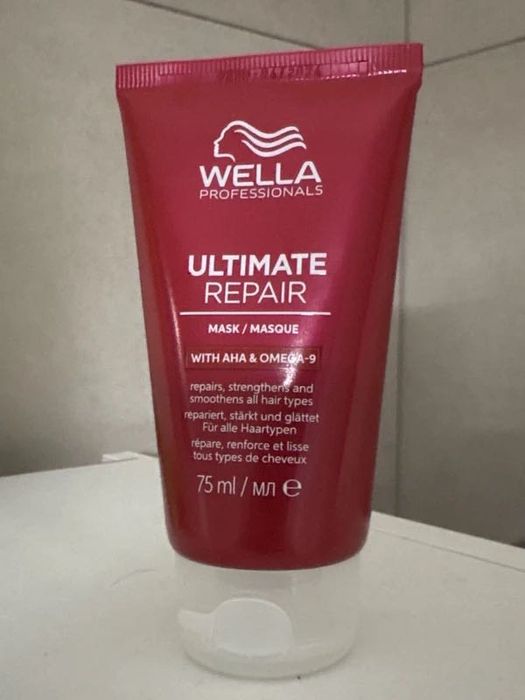 WELLA
PROFESSIONALS
ULTIMATE
REPAIR
MASK / MASQUE
WITH AHA & OMEGA-9
repairs, strengthens and
smoothens all hair types
repariert, stärkt und glättet
Für alle Haartypen
répare, renforce et lisse
tous types de cheveux
75 ml / мл e